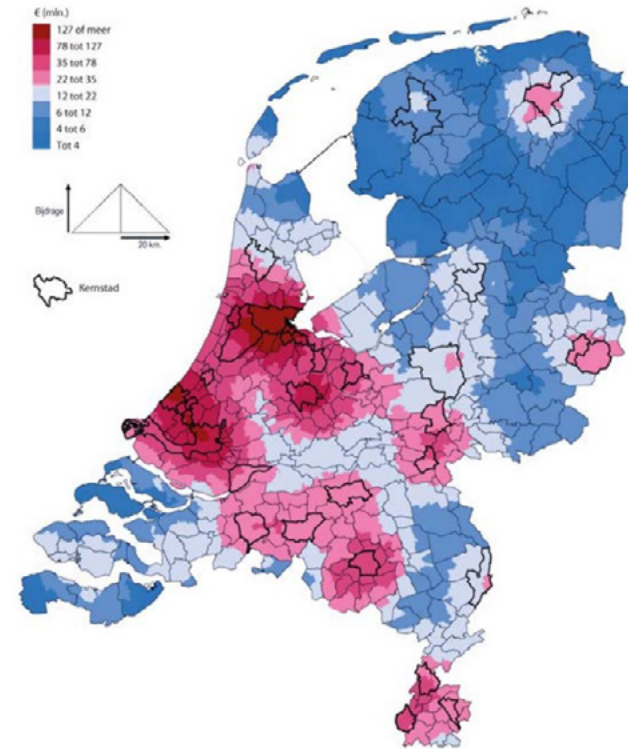 € (mln.)
127 of meer
78 tot 127
35 tot 78
22 tot 35
12 tot 22
6 tot 12
4 tot 6
Tot 4
Bijdrage
20 km.
Kernstad